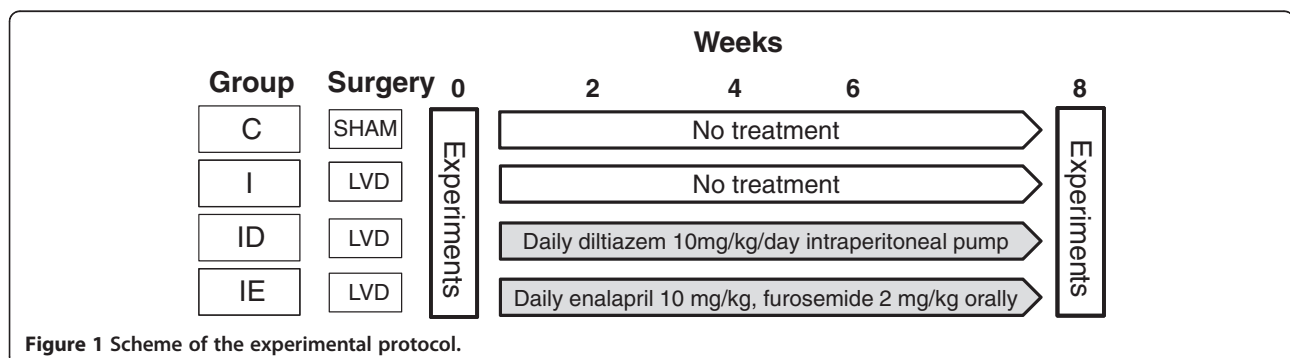 Weeks
Group Surgery 0 2 4 6 8
C SHAM No treatment
I LVD No treatment
ID LVD Daily diltiazem 10mg/kg/day intraperitoneal pump
IE LVD Daily enalapril 10 mg/kg, furosemide 2 mg/kg orally
Experiments
Experiments
Figure 1 Scheme of the experimental protocol.